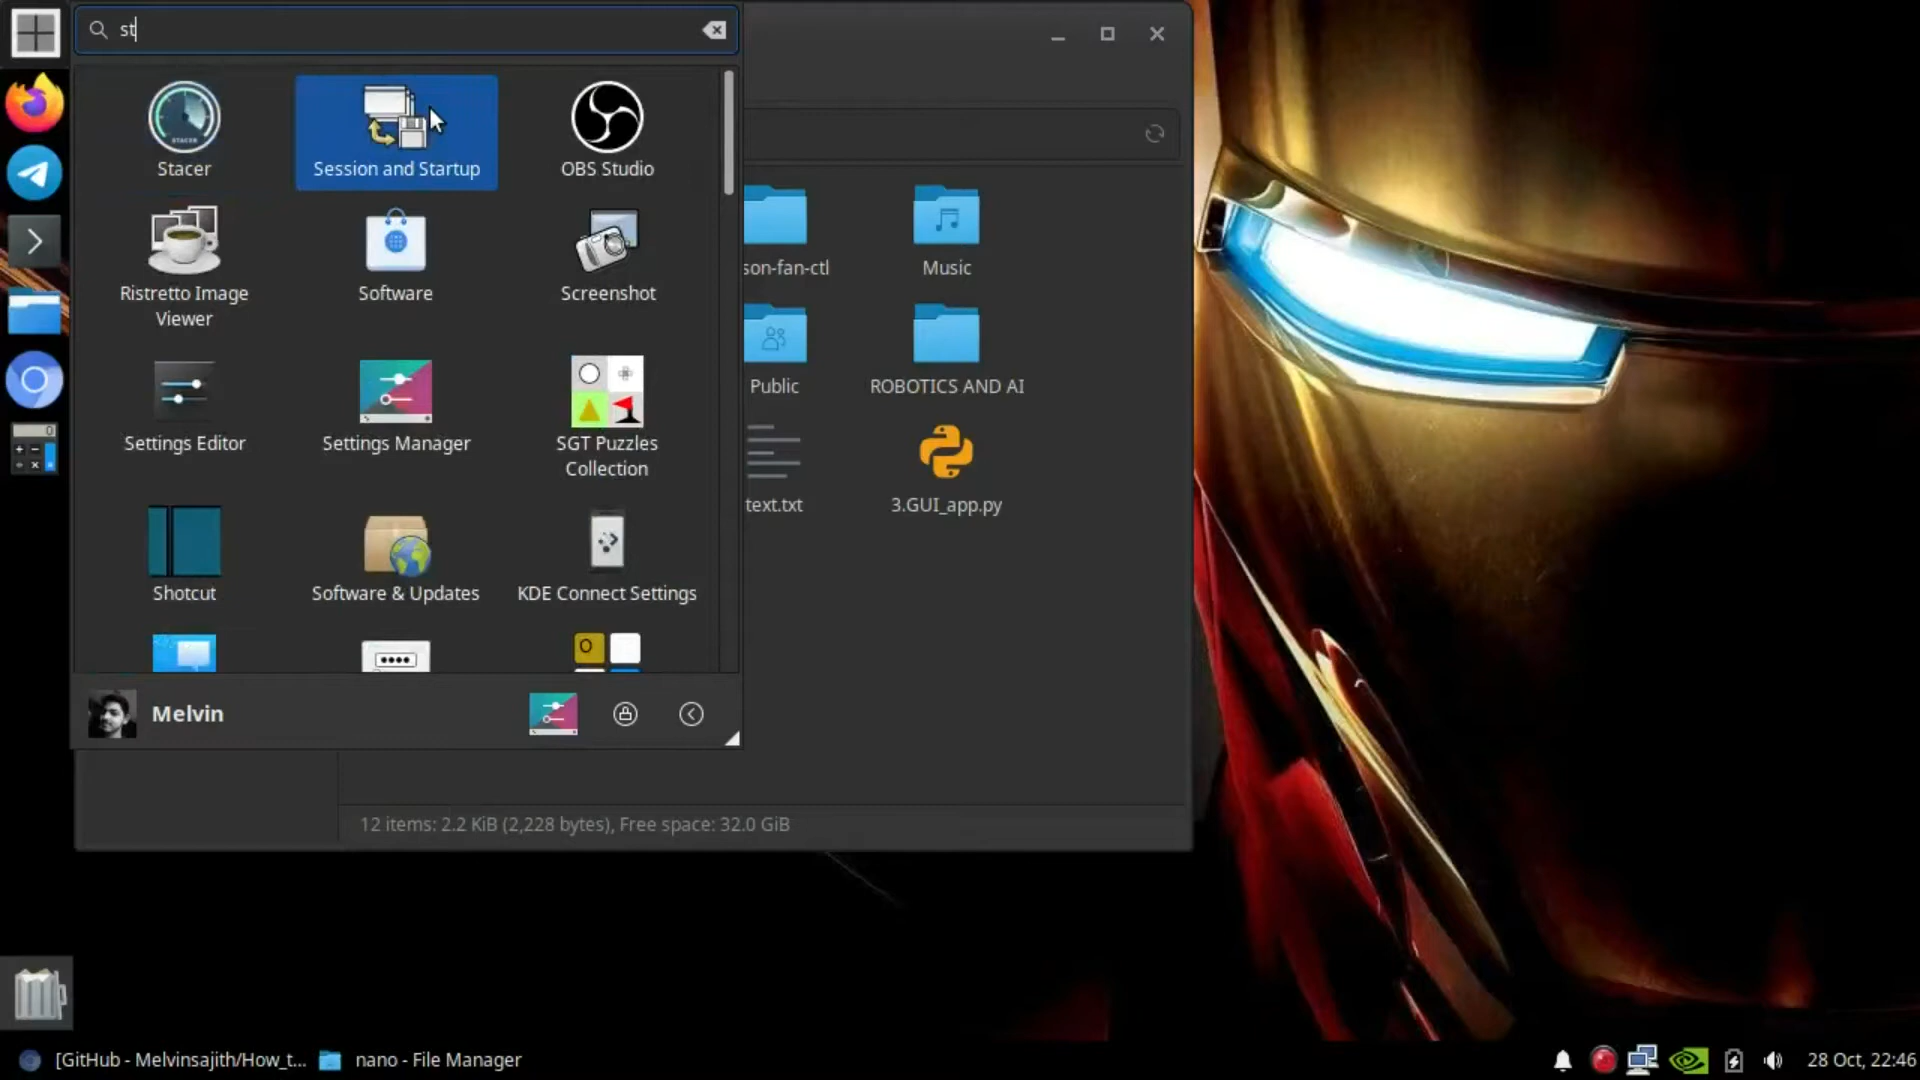 st
Stacer
Session and Startup
OBS Studio
Ristretto Image
Viewer
Software
Screenshot
Settings Editor
Settings Manager
SGT Puzzles
Collection
Shotcut
Software & Updates
KDE Connect Settings
Melvin
son-fan-ctl
Music
Public
ROBOTICS AND AI
text.txt
3.GUI_app.py
12 items: 2.2 KiB (2,228 bytes), Free space: 32.0 GiB
[GitHub - Melvinsajith/How_t...
nano - File Manager
28 Oct, 22:46